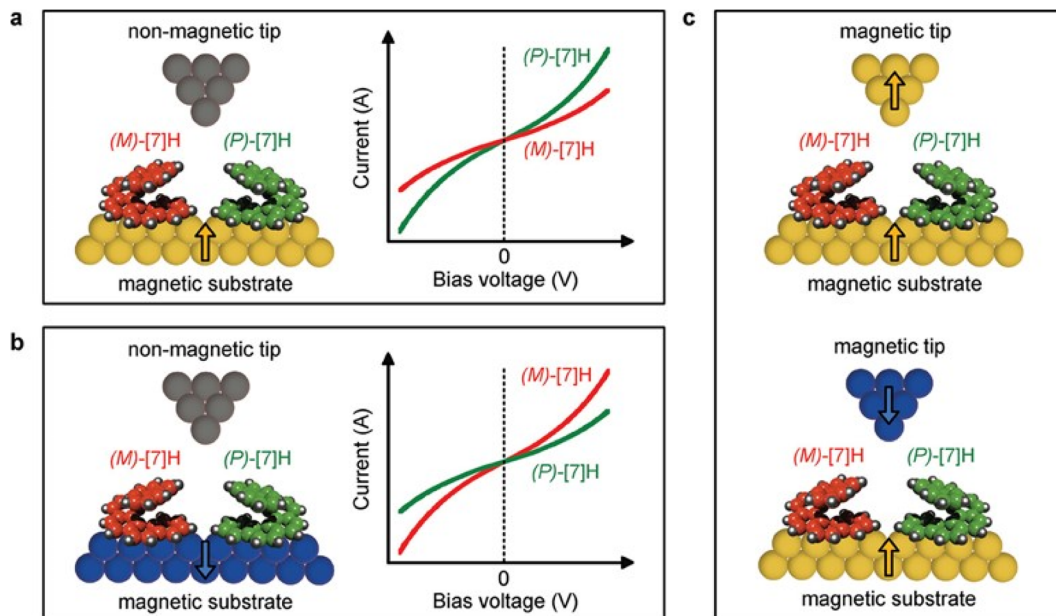 a
non-magnetic tip
(M)-[7]H (P)-[7]H
magnetic substrate
Current (A)
(P)-[7]H
(M)-[7]H
0
Bias voltage (V)
b
non-magnetic tip
(M)-[7]H (P)-[7]H
magnetic substrate
Current (A)
(M)-[7]H
(P)-[7]H
0
Bias voltage (V)
c
magnetic tip
(M)-[7]H (P)-[7]H
magnetic substrate
magnetic tip
(M)-[7]H (P)-[7]H
magnetic substrate